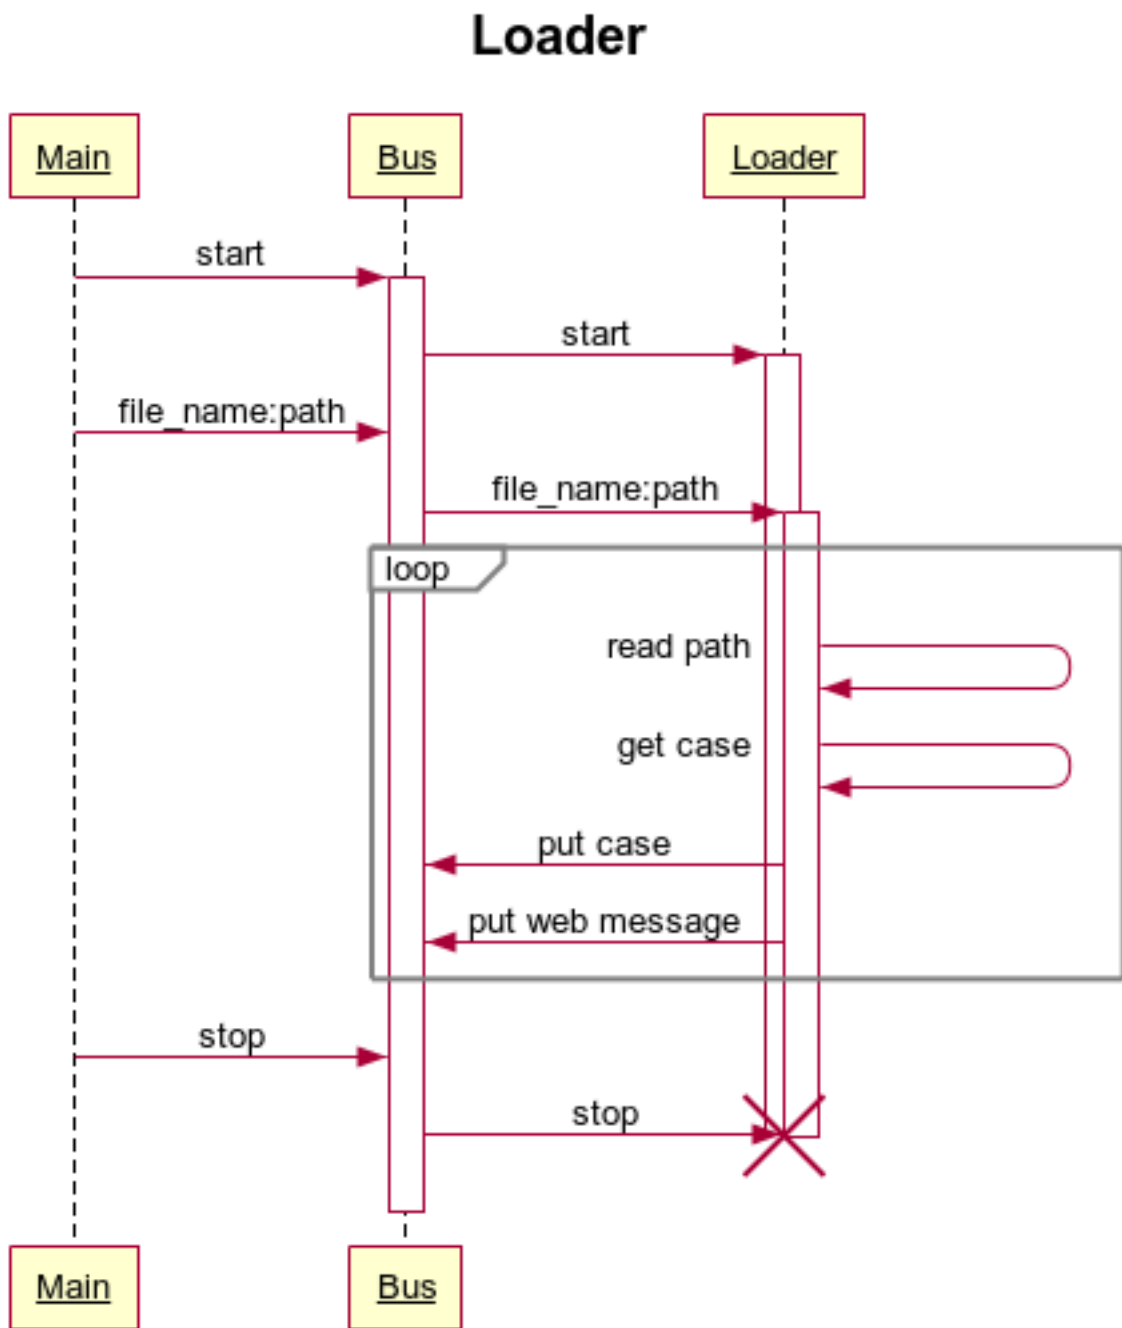 Loader
Main
Bus
Loader
start
start
file_name:path
file_name:path
loop
read path
get case
put case
put web message
stop
stop
Main
Bus